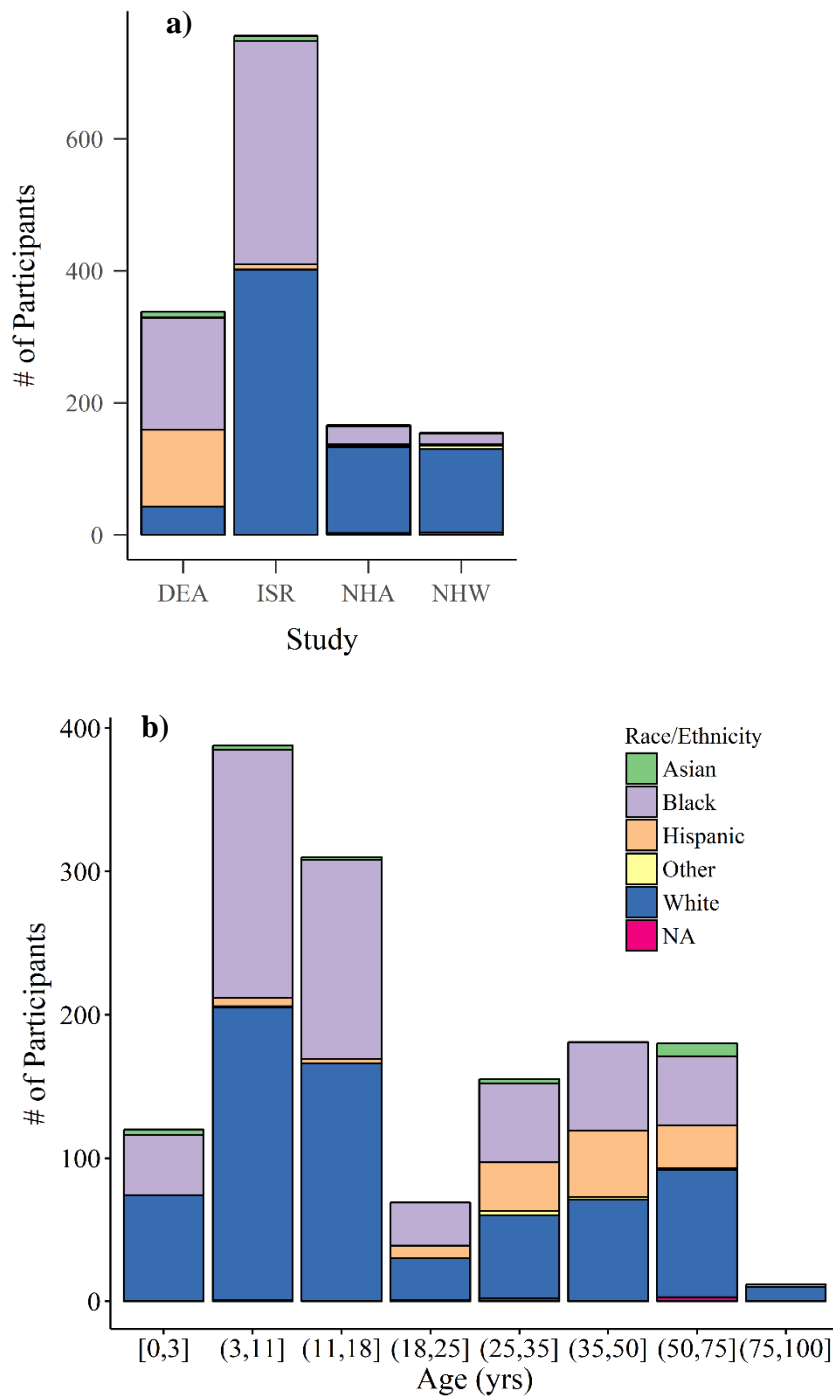 a)
# of Participants
600
400
200
0
DEA ISR NHA NHW
Study
b)
# of Participants
400
300
200
100
0
Race/Ethnicity
Asian
Black
Hispanic
Other
White
NA
[0,3] (3,11] (11,18] (18,25] (25,35] (35,50] (50,75] (75,100]
Age (yrs)